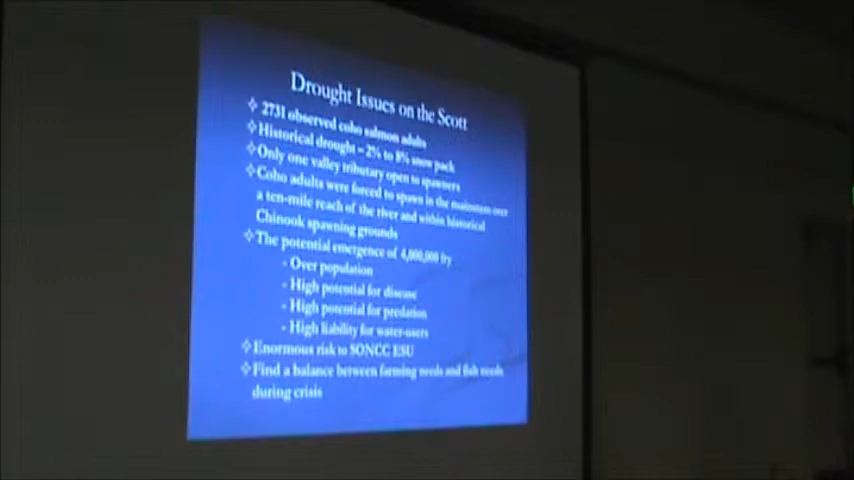 Drought Issues on the Scott
2731 observed coho salmon adults
Historical drought - 2% to 8% snow pack
Only one valley tributary open to spawners
Coho adults were forced to spawn in the mainstem over
a ten-mile reach of the river and within historical
Chinook spawning grounds
The potential emergence of 4,000,000 fry
- Over population
- High potential for disease
- High potential for predation
- High liability for water-users
Enormous risk to SONCC ESU
Find a balance between farming needs and fish needs
during crisis